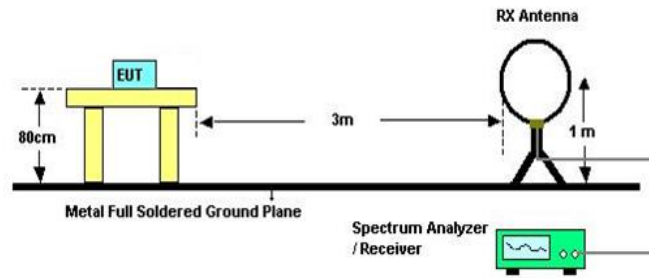 RX Antenna
EUT
80cm
3m
1 m
Metal Full Soldered Ground Plane
Spectrum Analyzer
/ Receiver